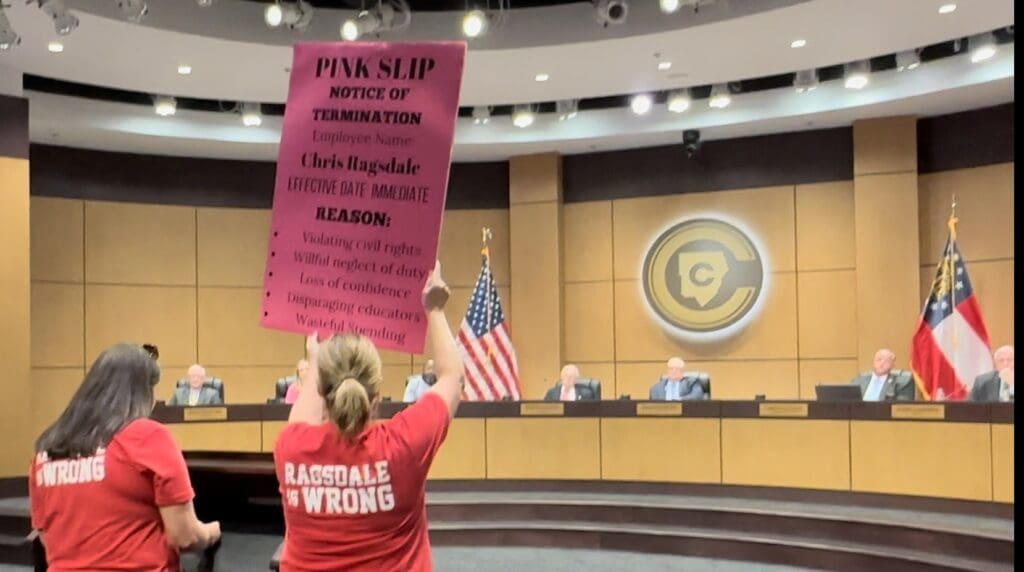 PINK SLIP
NOTICE OF
TERMINATION
Employee Name:
Chris Ragsdale
EFFECTIVE DATE: IMMEDIATE
REASON:
Violating civil rights
Willful neglect of duty
Loss of confidence
Disparaging educators
Wasteful Spending
C
WRONG
RAGSDALE
IS WRONG